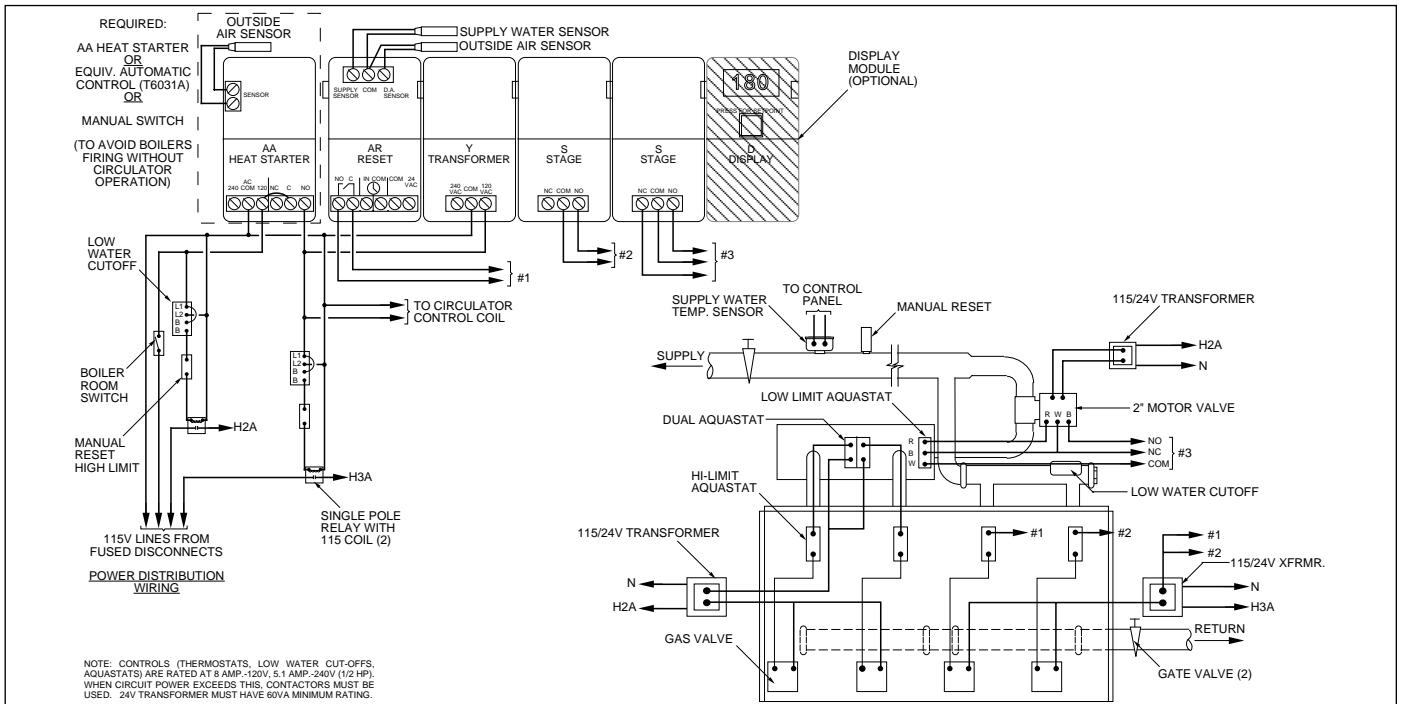 REQUIRED:
AA HEAT STARTER
OR
EQUIV. AUTOMATIC
CONTROL (T6031A)
OR
MANUAL SWITCH
(TO AVOID BOILERS
FIRING WITHOUT
CIRCULATOR
OPERATION)
OUTSIDE
AIR SENSOR
SENSOR
AA
HEAT STARTER
240 AC COM 120 NC C NO
SUPPLY WATER SENSOR
OUTSIDE AIR SENSOR
SUPPLY SENSOR COM O.A. SENSOR
AR
RESET
NO C IN COM COM 24 VAC
Y
TRANSFORMER
240 VAC COM 120 VAC
S
STAGE
NC COM NO
S
STAGE
NC COM NO
180
PRESS FOR SETPOINT
D
DISPLAY
DISPLAY
MODULE
(OPTIONAL)
LOW
WATER
CUTOFF
L1
L2
B
B
BOILER
ROOM
SWITCH
MANUAL
RESET
HIGH LIMIT
H2A
L1
L2
B
B
#1
#2
#3
TO CIRCULATOR
CONTROL COIL
H3A
SINGLE POLE
RELAY WITH
115 COIL (2)
115V LINES FROM
FUSED DISCONNECTS
POWER DISTRIBUTION
WIRING
SUPPLY WATER
TEMP. SENSOR
TO CONTROL
PANEL
MANUAL RESET
115/24V TRANSFORMER
H2A
N
SUPPLY
LOW LIMIT AQUASTAT
DUAL AQUASTAT
R
B
W
R W B
2" MOTOR VALVE
NO
NC
COM
#3
HI-LIMIT
AQUASTAT
LOW WATER CUTOFF
115/24V TRANSFORMER
#1
#2
#1
#2
115/24V XFRMR.
N
H2A
N
H3A
RETURN
GAS VALVE
GATE VALVE (2)
NOTE: CONTROLS (THERMOSTATS, LOW WATER CUT-OFFS,
AQUASTATS) ARE RATED AT 8 AMP.-120V, 5.1 AMP.-240V (1/2 HP).
WHEN CIRCUIT POWER EXCEEDS THIS, CONTACTORS MUST BE
USED. 24V TRANSFORMER MUST HAVE 60VA MINIMUM RATING.